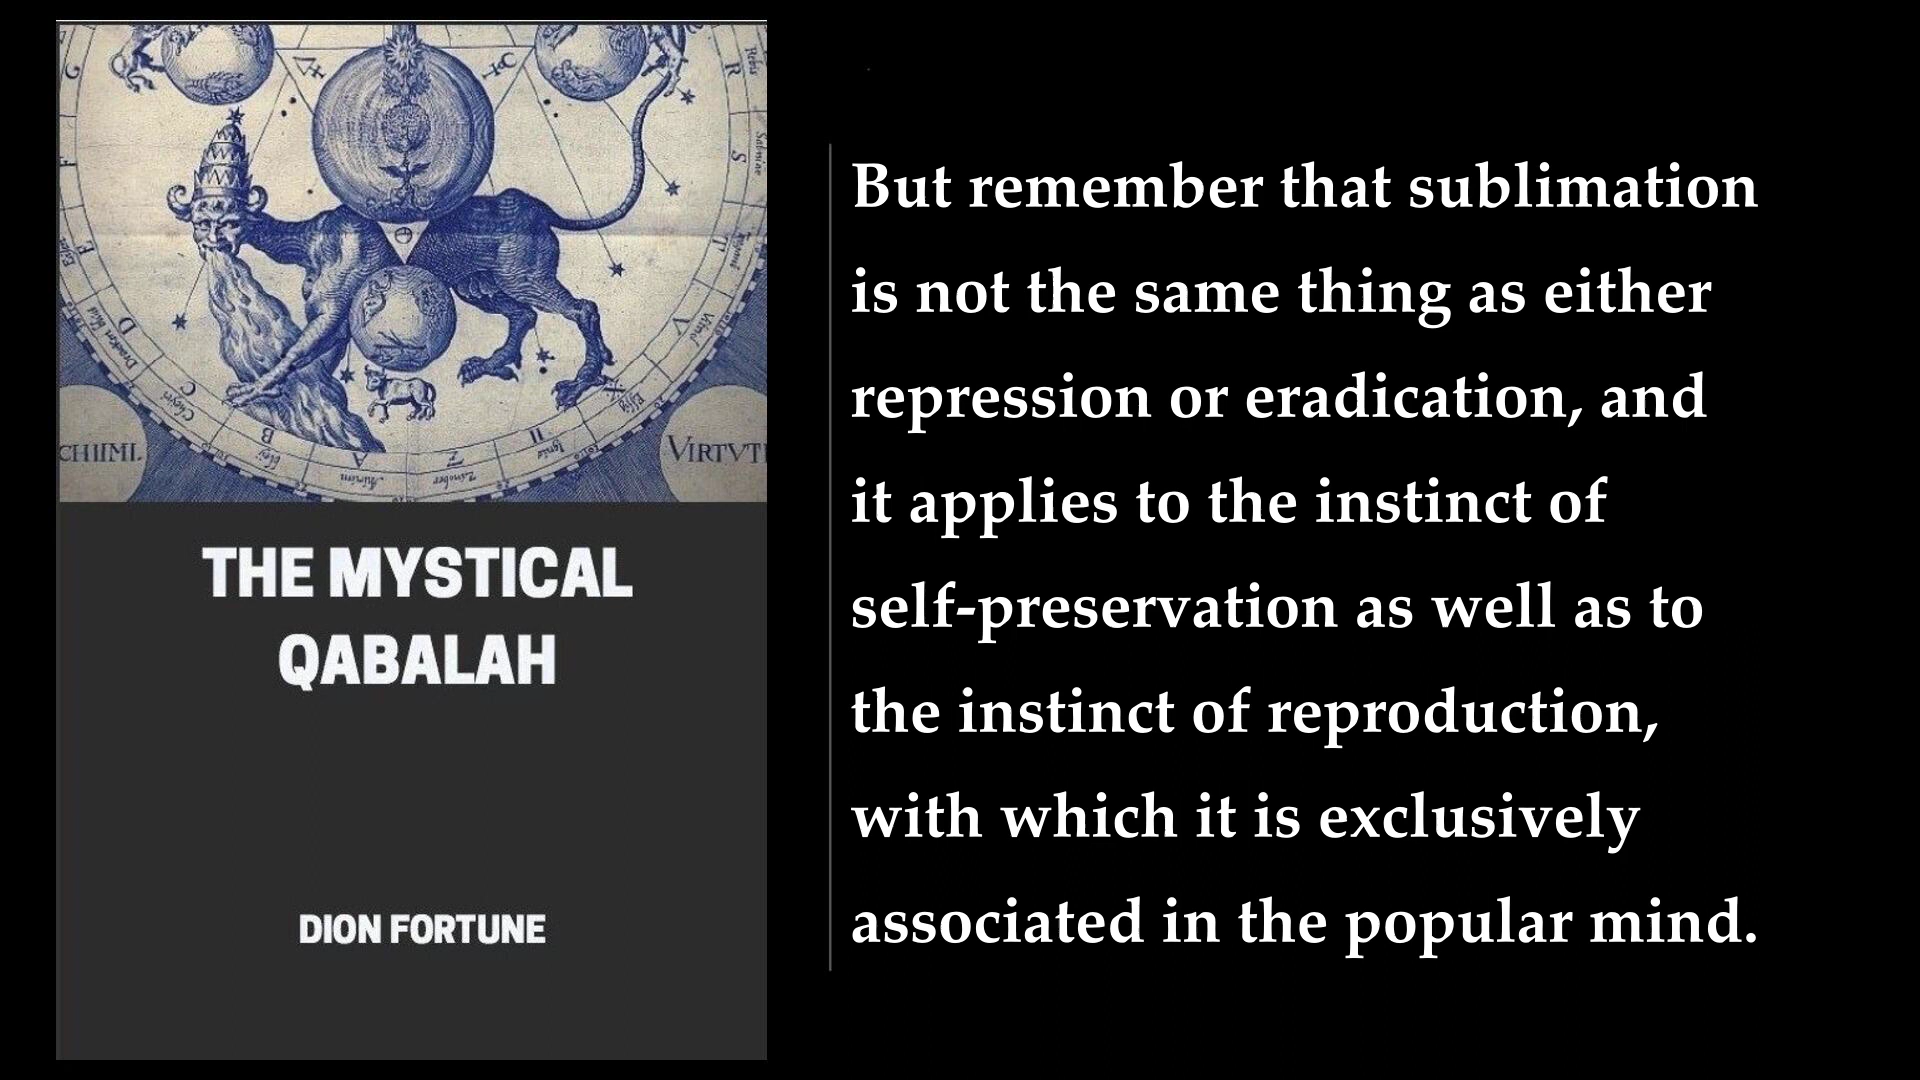 CHIIMI.
VIRTVTI
THE MYSTICAL
QABALAH
DION FORTUNE
But remember that sublimation
is not the same thing as either
repression or eradication, and
it applies to the instinct of
self-preservation as well as to
the instinct of reproduction,
with which it is exclusively
associated in the popular mind.